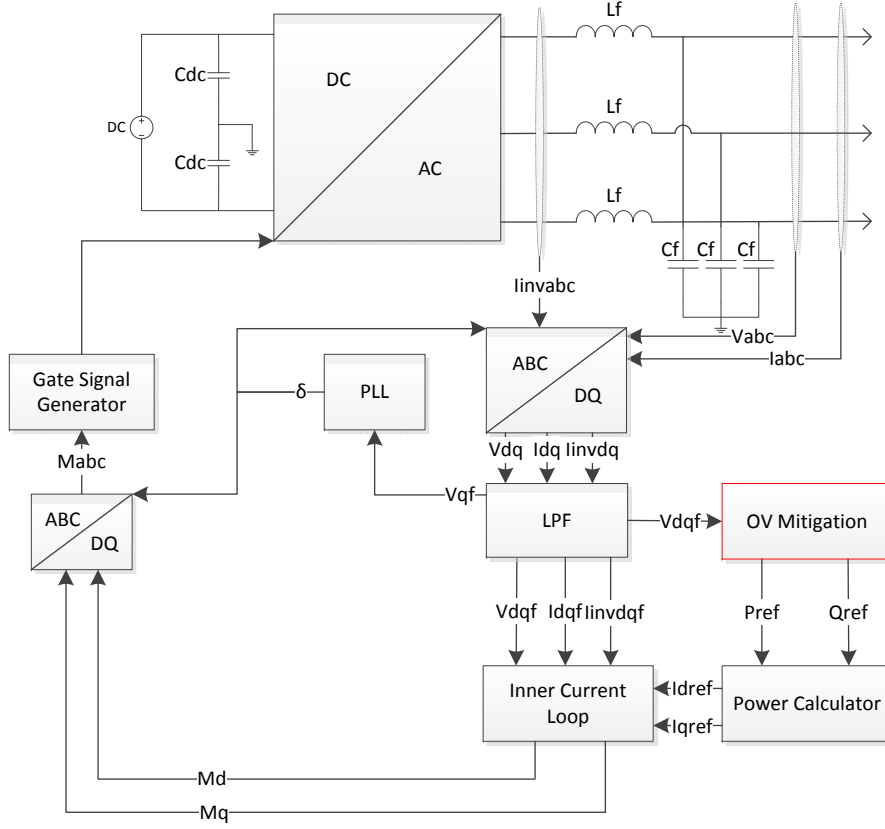 Lf
Cdc
DC
DC
Lf
Cdc
AC
Lf
Cf
Cf
Cf
Iinvabc
Vabc
Iabc
ABC
DQ
Gate Signal
Generator
δ
PLL
Mabc
Vdq
Idq
Iinvdq
Vqf
LPF
Vdqf
OV Mitigation
ABC
DQ
Vdqf
Idqf
Iinvdqf
Pref
Qref
Inner Current
Loop
Idref
Iqref
Power Calculator
Md
Mq